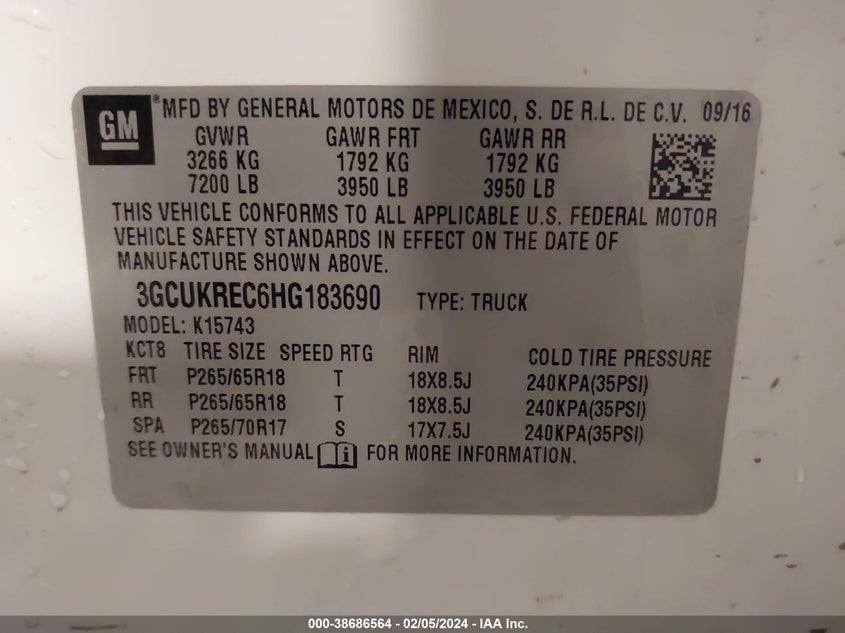 GM *MFD BY GENERAL MOTORS DE MEXICO, S. DE R.L. DE C.V. 09/16
GVWR GAWR FRT GAWR RR
3266 KG 1792 KG 1792 KG
7200 LB 3950 LB 3950 LB
THIS VEHICLE CONFORMS TO ALL APPLICABLE U.S. FEDERAL MOTOR
VEHICLE SAFETY STANDARDS IN EFFECT ON THE DATE OF
MANUFACTURE SHOWN ABOVE.
3GCUKREC6HG183690 TYPE: TRUCK
MODEL: K15743
KCT8 TIRE SIZE SPEED RTG RIM COLD TIRE PRESSURE
FRT P265/65R18 T 18X8.5J 240KPA(35PSI)
RR P265/65R18 T 18X8.5J 240KPA(35PSI)
SPA P265/70R17 S 17X7.5J 240KPA(35PSI)
SEE OWNER'S MANUAL i FOR MORE INFORMATION.
000-38686564 / 02/05/2024 - IAA Inc.